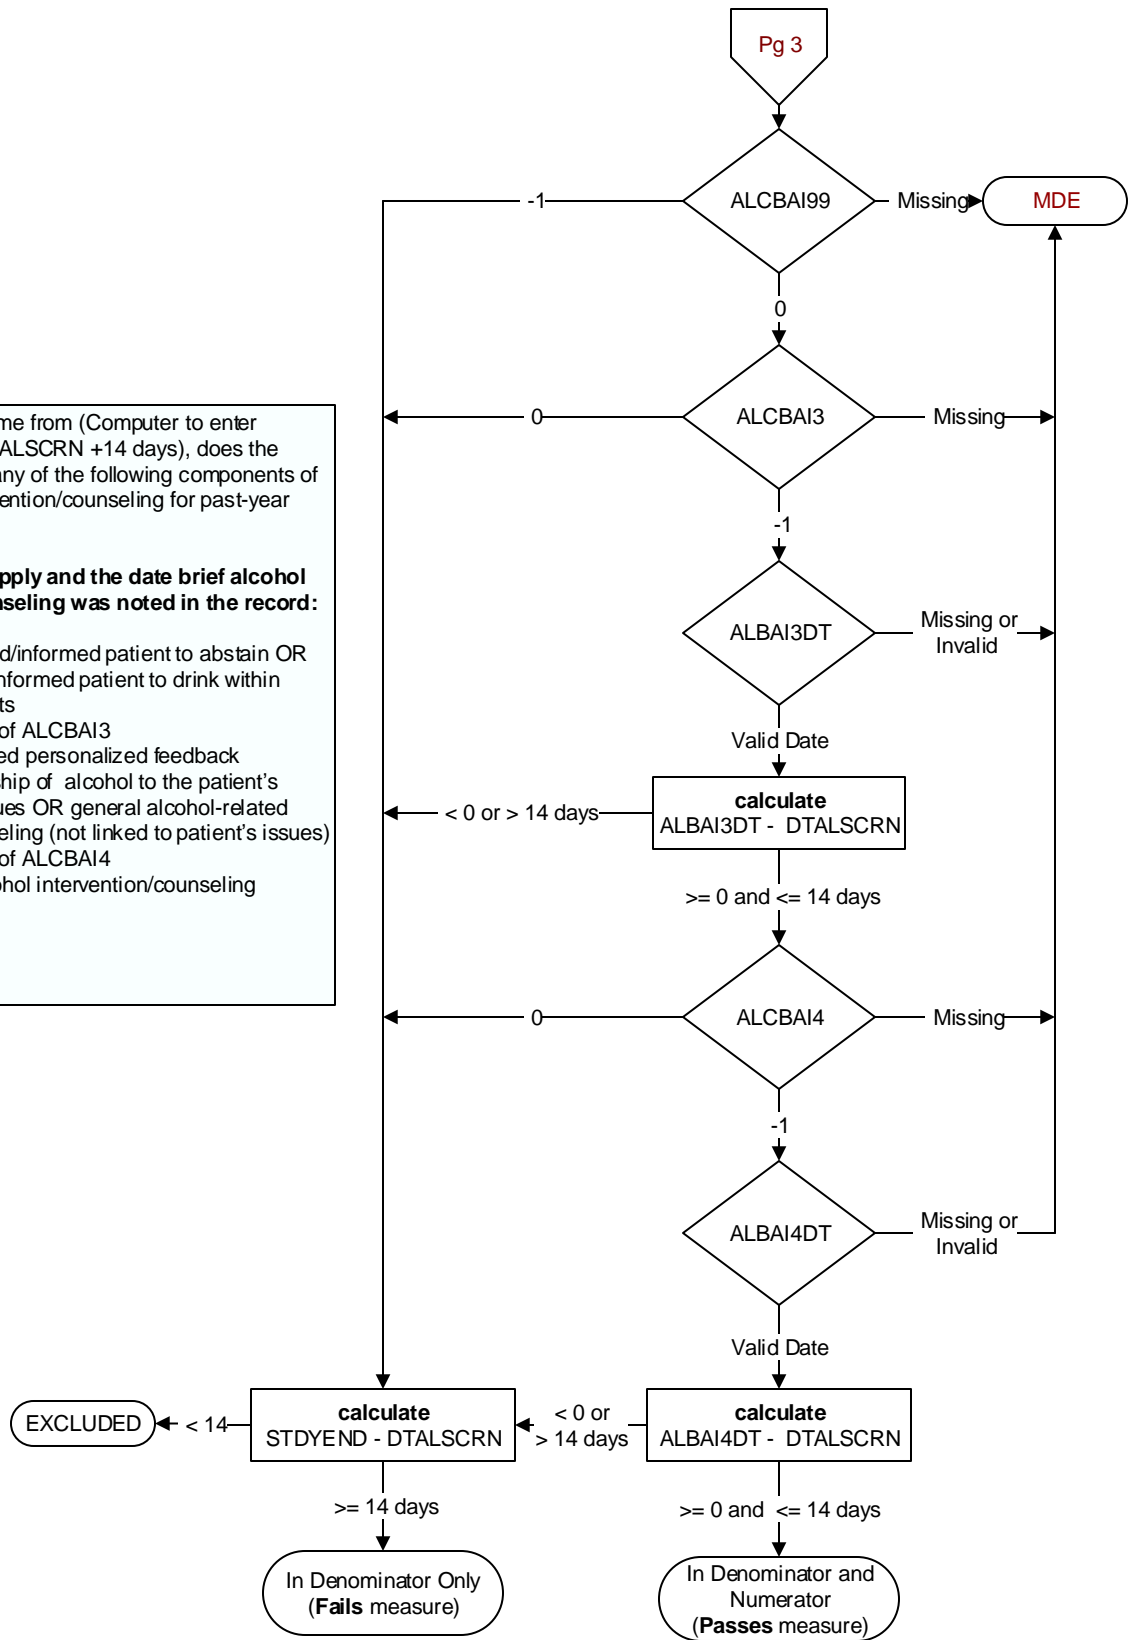 Pg 3
ALCBAI99
-1
Missing
MDE
0
ALCBAI3
0
Missing
-1
ALBAI3DT
Missing or
Invalid
Valid Date
calculate
ALBAI3DT - DTALSCRN
< 0 or > 14 days
>= 0 and <= 14 days
ALCBAI4
0
Missing
-1
ALBAI4DT
Missing or
Invalid
Valid Date
calculate
ALBAI4DT - DTALSCRN
< 0 or
> 14 days
calculate
STDYEND - DTALSCRN
< 14
EXCLUDED
>= 14 days
>= 0 and <= 14 days
In Denominator Only
(Fails measure)
In Denominator and
Numerator
(Passes measure)
me from (Computer to enter
ALSCRN +14 days), does the
any of the following components of
ention/counseling for past-year
pply and the date brief alcohol
nseling was noted in the record:
d/informed patient to abstain OR
nformed patient to drink within
ts
of ALCBAI3
ed personalized feedback
ship of alcohol to the patient's
ues OR general alcohol-related
eling (not linked to patient's issues)
of ALCBAI4
ohol intervention/counseling